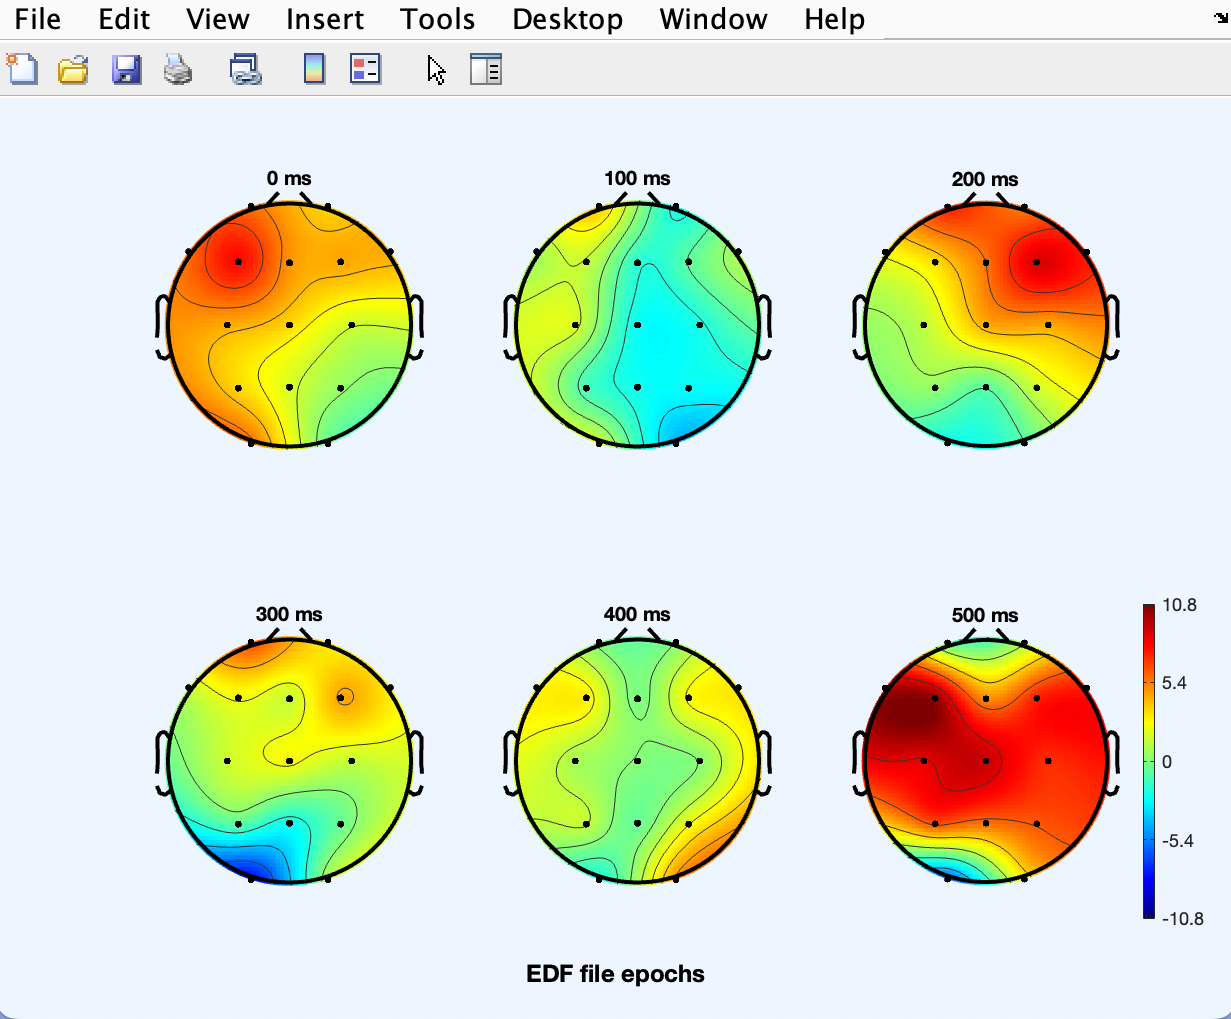 File Edit View Insert Tools Desktop Window Help
0 ms 100 ms 200 ms
300 ms 400 ms 500 ms
10.8
5.4
0
-5.4
-10.8
EDF file epochs